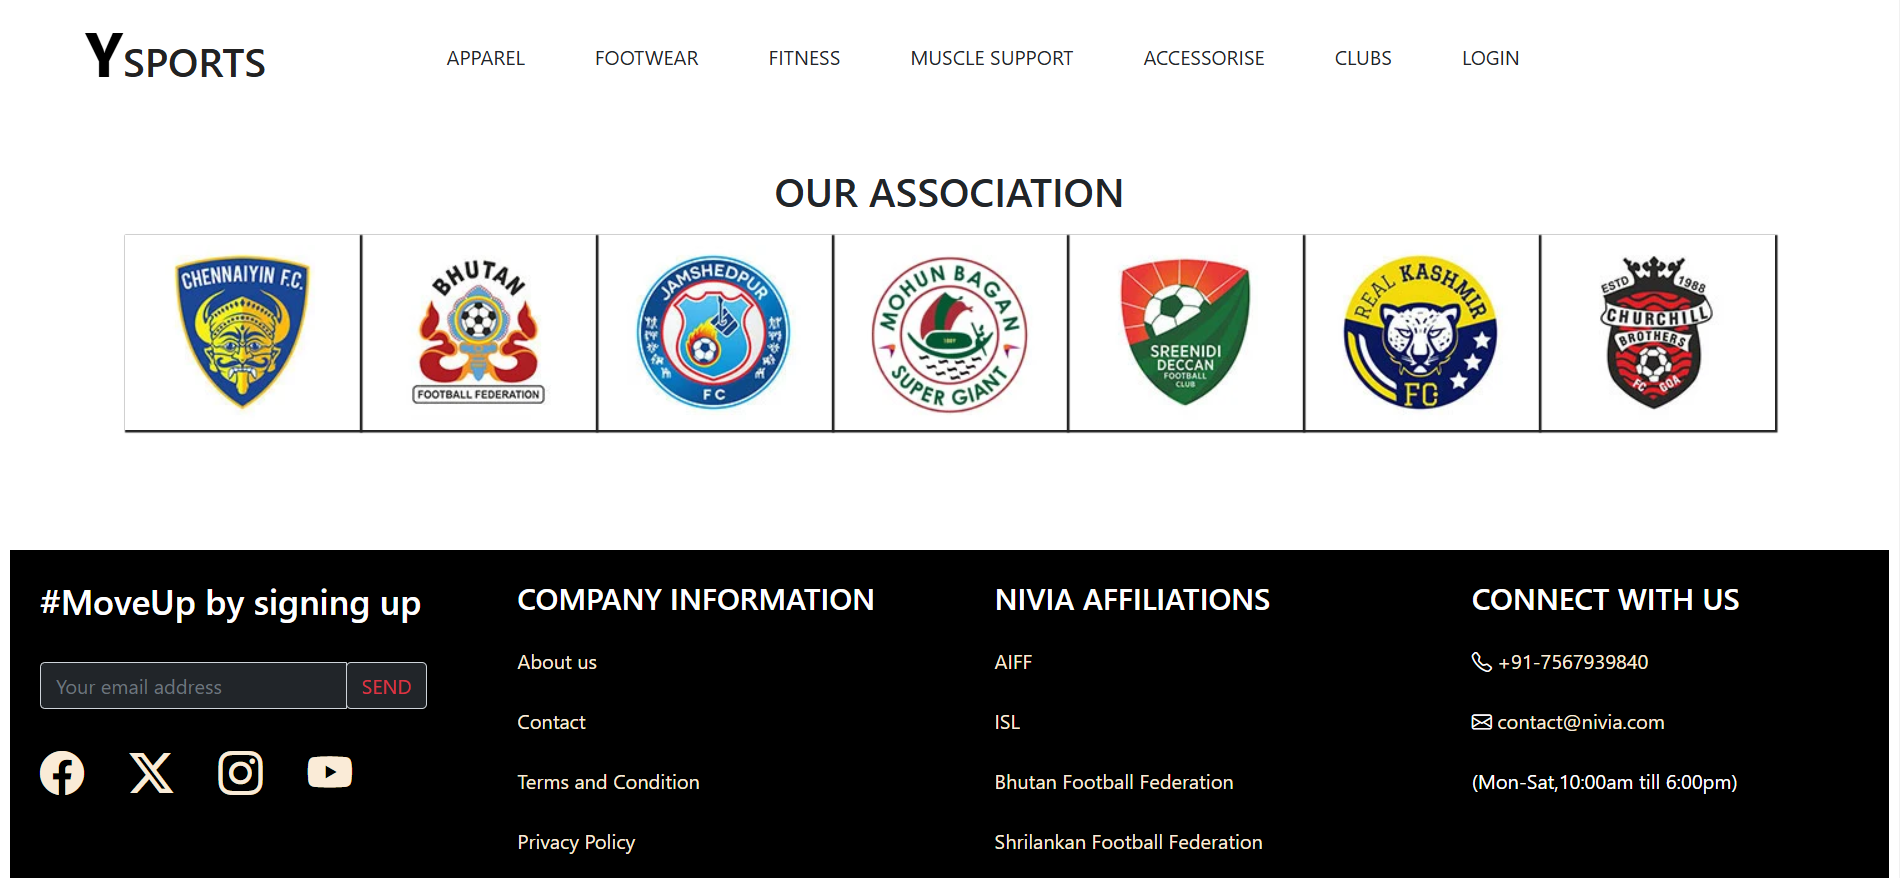 YSPORTS
APPAREL FOOTWEAR FITNESS MUSCLE SUPPORT ACCESSORISE CLUBS LOGIN
OUR ASSOCIATION
CHENNAIYIN F.C.
BHUTAN
FOOTBALL FEDERATION
JAMSHEDPUR
FC
MOHUN BAGAN
1889
SUPER GIANT
SREENIDI
DECCAN
FOOTBALL
CLUB
REAL KASHMIR
FC
ESTD 1988
CHURCHILL
BROTHERS
FC GOA
#MoveUp by signing up
Your email address SEND
COMPANY INFORMATION
About us
Contact
Terms and Condition
Privacy Policy
NIVIA AFFILIATIONS
AIFF
ISL
Bhutan Football Federation
Shrilankan Football Federation
CONNECT WITH US
+91-7567939840
contact@nivia.com
(Mon-Sat,10:00am till 6:00pm)